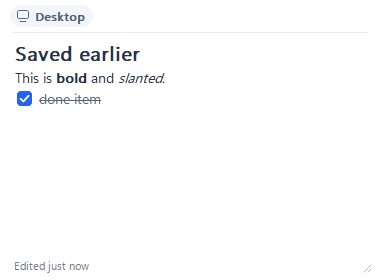 Desktop
Saved earlier
This is bold and slanted.
done item
Edited just now